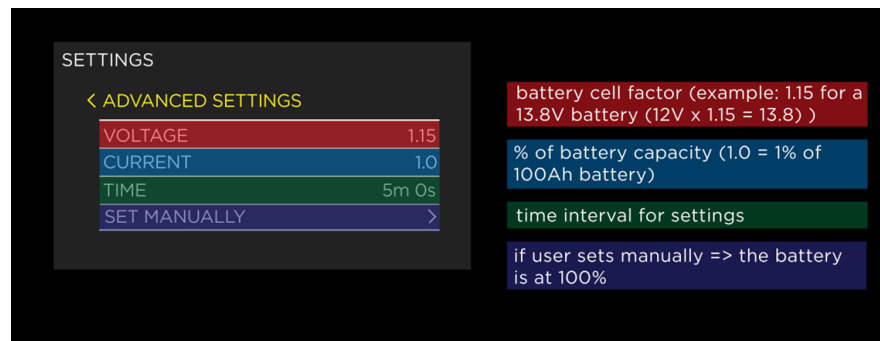 SETTINGS
< ADVANCED SETTINGS
VOLTAGE 1.15
CURRENT 1.0
TIME 5m 0s
SET MANUALLY >
battery cell factor (example: 1.15 for a
13.8V battery (12V x 1.15 = 13.8) )
% of battery capacity (1.0 = 1% of
100Ah battery)
time interval for settings
if user sets manually => the battery
is at 100%